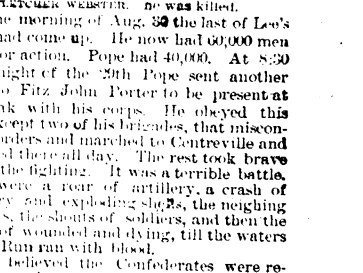 FLETCHER WEBSTER. He was killed.
he morning of Aug. 30 the last of Lee's
had come up. He now had 60,000 men
or action. Pope had 40,000. At 8:30
night of the 29th Pope sent another
o Fitz John Porter to be present at
ak with his corps. He obeyed this
xcept two of his brigades, that miscon-
orders and marched to Centreville and
d there all day. The rest took brave
the fighting. It was a terrible battle.
were a roar of artillery, a crash of
ry and exploding shells, the neighing
s, the shouts of soldiers, and then the
of wounded and dying, till the waters
Run ran with blood.
believed the Confederates were re-